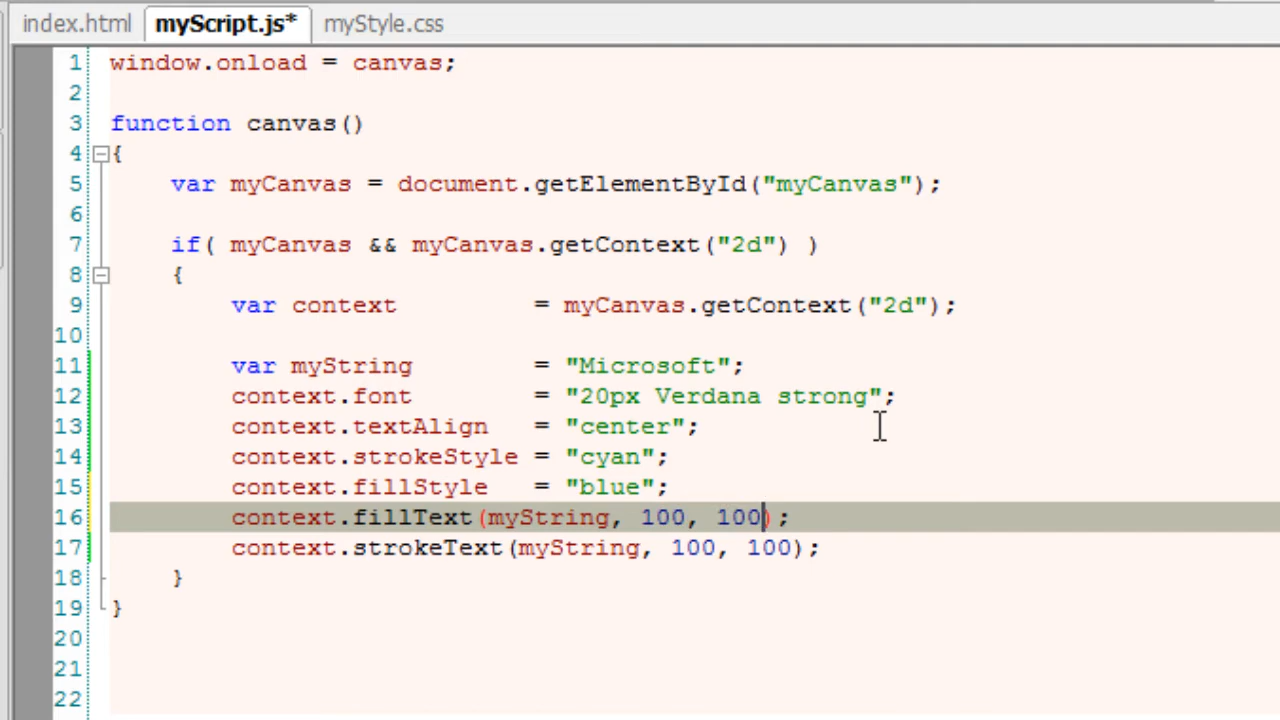 index.html myScript.js* myStyle.css
1 window.onload = canvas;
2
3 function canvas()
4 {
5 var myCanvas = document.getElementById("myCanvas");
6
7 if( myCanvas && myCanvas.getContext("2d") )
8 {
9 var context = myCanvas.getContext("2d");
10
11 var myString = "Microsoft";
12 context.font = "20px Verdana strong";
13 context.textAlign = "center";
14 context.strokeStyle = "cyan";
15 context.fillStyle = "blue";
16 context.fillText(myString, 100, 100);
17 context.strokeText(myString, 100, 100);
18 }
19 }
20
21
22